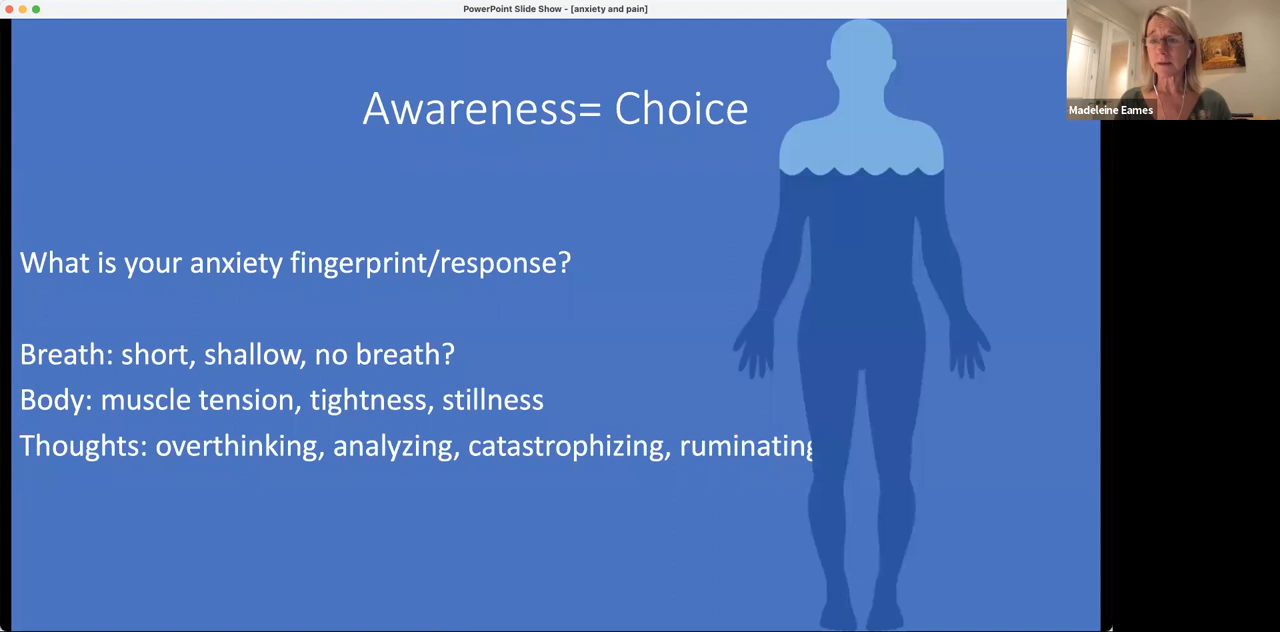 PowerPoint Slide Show - [anxiety and pain]
Awareness= Choice
Madeleine Eames
What is your anxiety fingerprint/response?
Breath: short, shallow, no breath?
Body: muscle tension, tightness, stillness
Thoughts: overthinking, analyzing, catastrophizing, ruminating